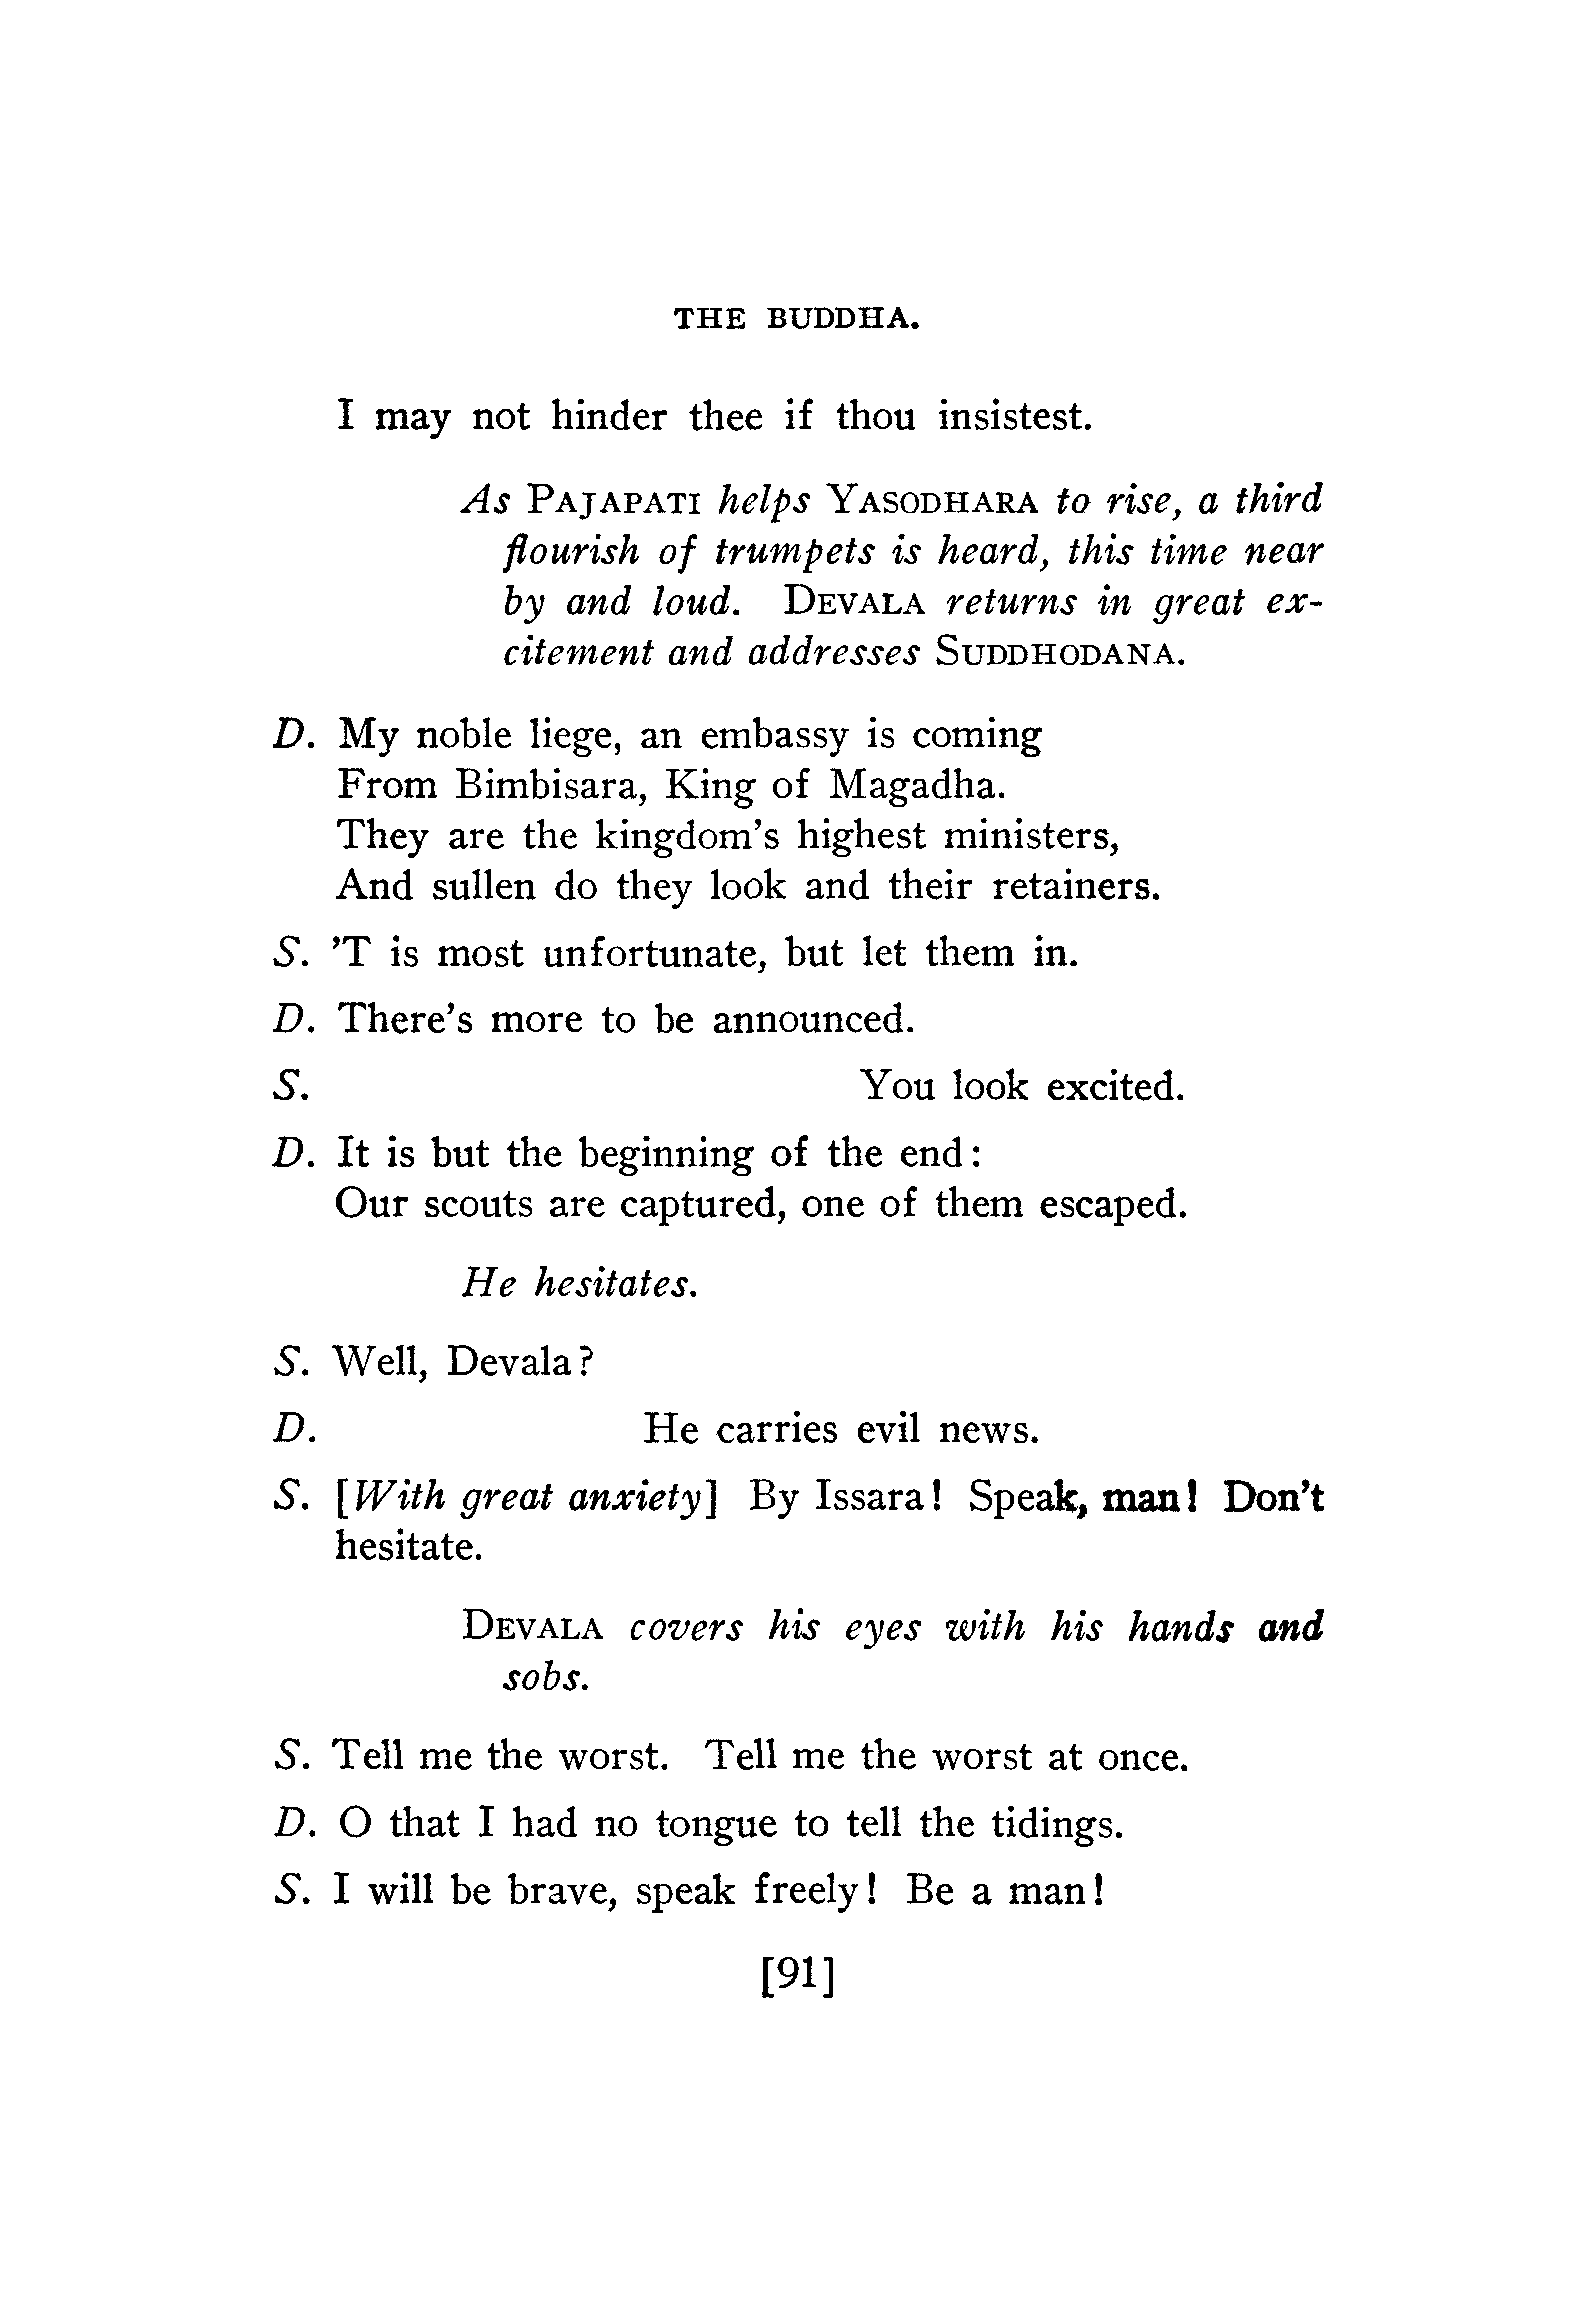 THE BUDDHA.
I may not hinder thee if thou insistest.
As PAJAPATI helps YASODHARA to rise, a third
flourish of trumpets is heard, this time near
by and loud. DEVALA returns in great ex-
citement and addresses SUDDHODANA.
D. My noble liege, an embassy is coming
From Bimbisara, King of Magadha.
They are the kingdom's highest ministers,
And sullen do they look and their retainers.
S. 'T is most unfortunate, but let them in.
D. There's more to be announced.
S. You look excited.
D. It is but the beginning of the end:
Our scouts are captured, one of them escaped.
He hesitates.
S. Well, Devala?
D. He carries evil news.
S. [With great anxiety] By Issara! Speak, man! Don't
hesitate.
DEVALA covers his eyes with his hands and
sobs.
S. Tell me the worst. Tell me the worst at once.
D. O that I had no tongue to tell the tidings.
S. I will be brave, speak freely! Be a man!
[91]